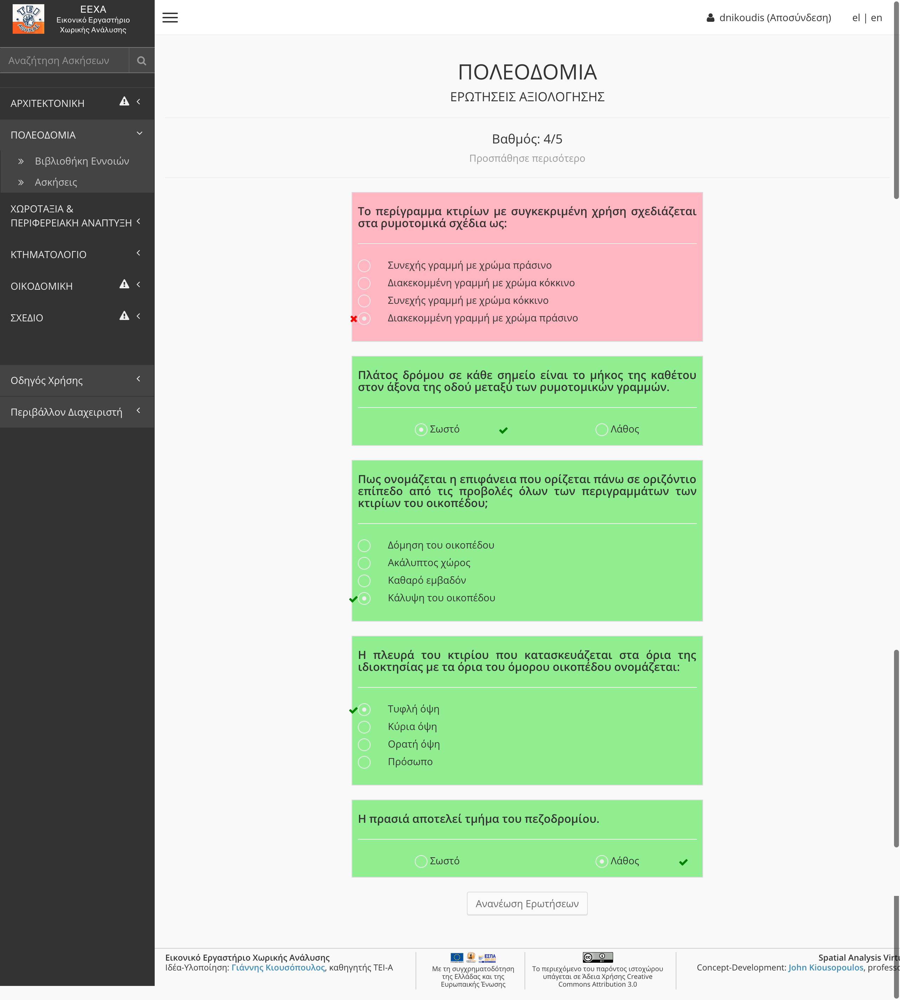 ΤΕΙ
ΑΘΗΝΑΣ
ΕΕΧΑ
Εικονικό Εργαστήριο
Χωρικής Ανάλυσης
Αναζήτηση Ασκήσεων
ΑΡΧΙΤΕΚΤΟΝΙΚΗ
ΠΟΛΕΟΔΟΜΙΑ
Βιβλιοθήκη Εννοιών
Ασκήσεις
ΧΩΡΟΤΑΞΙΑ &
ΠΕΡΙΦΕΡΕΙΑΚΗ ΑΝΑΠΤΥΞΗ
ΚΤΗΜΑΤΟΛΟΓΙΟ
ΟΙΚΟΔΟΜΙΚΗ
ΣΧΕΔΙΟ
Οδηγός Χρήσης
Περιβάλλον Διαχειριστή
dnikoudis (Αποσύνδεση) el | en
ΠΟΛΕΟΔΟΜΙΑ
ΕΡΩΤΗΣΕΙΣ ΑΞΙΟΛΟΓΗΣΗΣ
Βαθμός: 4/5
Προσπάθησε περισότερο
Το περίγραμμα κτιρίων με συγκεκριμένη χρήση σχεδιάζεται
στα ρυμοτομικά σχέδια ως:
Συνεχής γραμμή με χρώμα πράσινο
Διακεκομμένη γραμμή με χρώμα κόκκινο
Συνεχής γραμμή με χρώμα κόκκινο
Διακεκομμένη γραμμή με χρώμα πράσινο
Πλάτος δρόμου σε κάθε σημείο είναι το μήκος της καθέτου
στον άξονα της οδού μεταξύ των ρυμοτομικών γραμμών.
Σωστό Λάθος
Πως ονομάζεται η επιφάνεια που ορίζεται πάνω σε οριζόντιο
επίπεδο από τις προβολές όλων των περιγραμμάτων των
κτιρίων του οικοπέδου;
Δόμηση του οικοπέδου
Ακάλυπτος χώρος
Καθαρό εμβαδόν
Κάλυψη του οικοπέδου
Η πλευρά του κτιρίου που κατασκευάζεται στα όρια της
ιδιοκτησίας με τα όρια του όμορου οικοπέδου ονομάζεται:
Τυφλή όψη
Κύρια όψη
Ορατή όψη
Πρόσωπο
Η πρασιά αποτελεί τμήμα του πεζοδρομίου.
Σωστό Λάθος
Ανανέωση Ερωτήσεων
Εικονικό Εργαστήριο Χωρικής Ανάλυσης
Ιδέα-Υλοποίηση: Γιάννης Κιουσόπουλος, καθηγητής ΤΕΙ-Α
ΕΣΠΑ
Με τη συγχρηματοδότηση
της Ελλάδας και της
Ευρωπαικής Ένωσης
cc
BY
Το περιεχόμενο του παρόντος ιστοχώρου
υπάγεται σε Άδεια Χρήσης Creative
Commons Attribution 3.0
Spatial Analysis Virtu
Concept-Development: John Kiousopoulos, professo